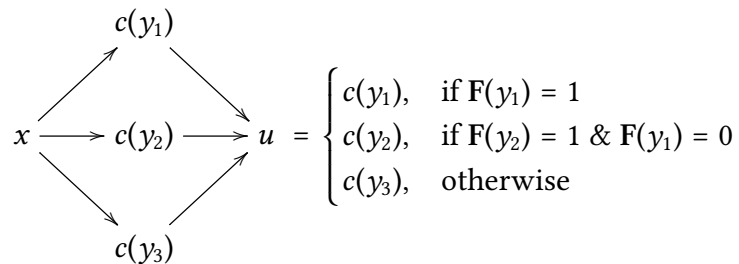 c(y₁)
c(y₁), if F(y₁) = 1
x c(y₂) u = c(y₂), if F(y₂) = 1 & F(y₁) = 0
c(y₃), otherwise
c(y₃)